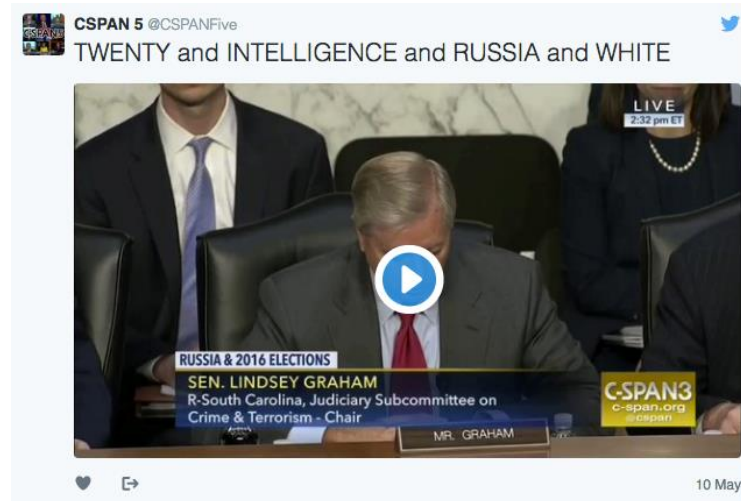 CSPAN 5 @CSPANFive
TWENTY and INTELLIGENCE and RUSSIA and WHITE
CSPAN5
LIVE
2:32 pm ET
RUSSIA & 2016 ELECTIONS
SEN. LINDSEY GRAHAM
R-South Carolina, Judiciary Subcommittee on
Crime & Terrorism - Chair
C-SPAN3
c-span.org
@cspan
MR. GRAHAM
10 May